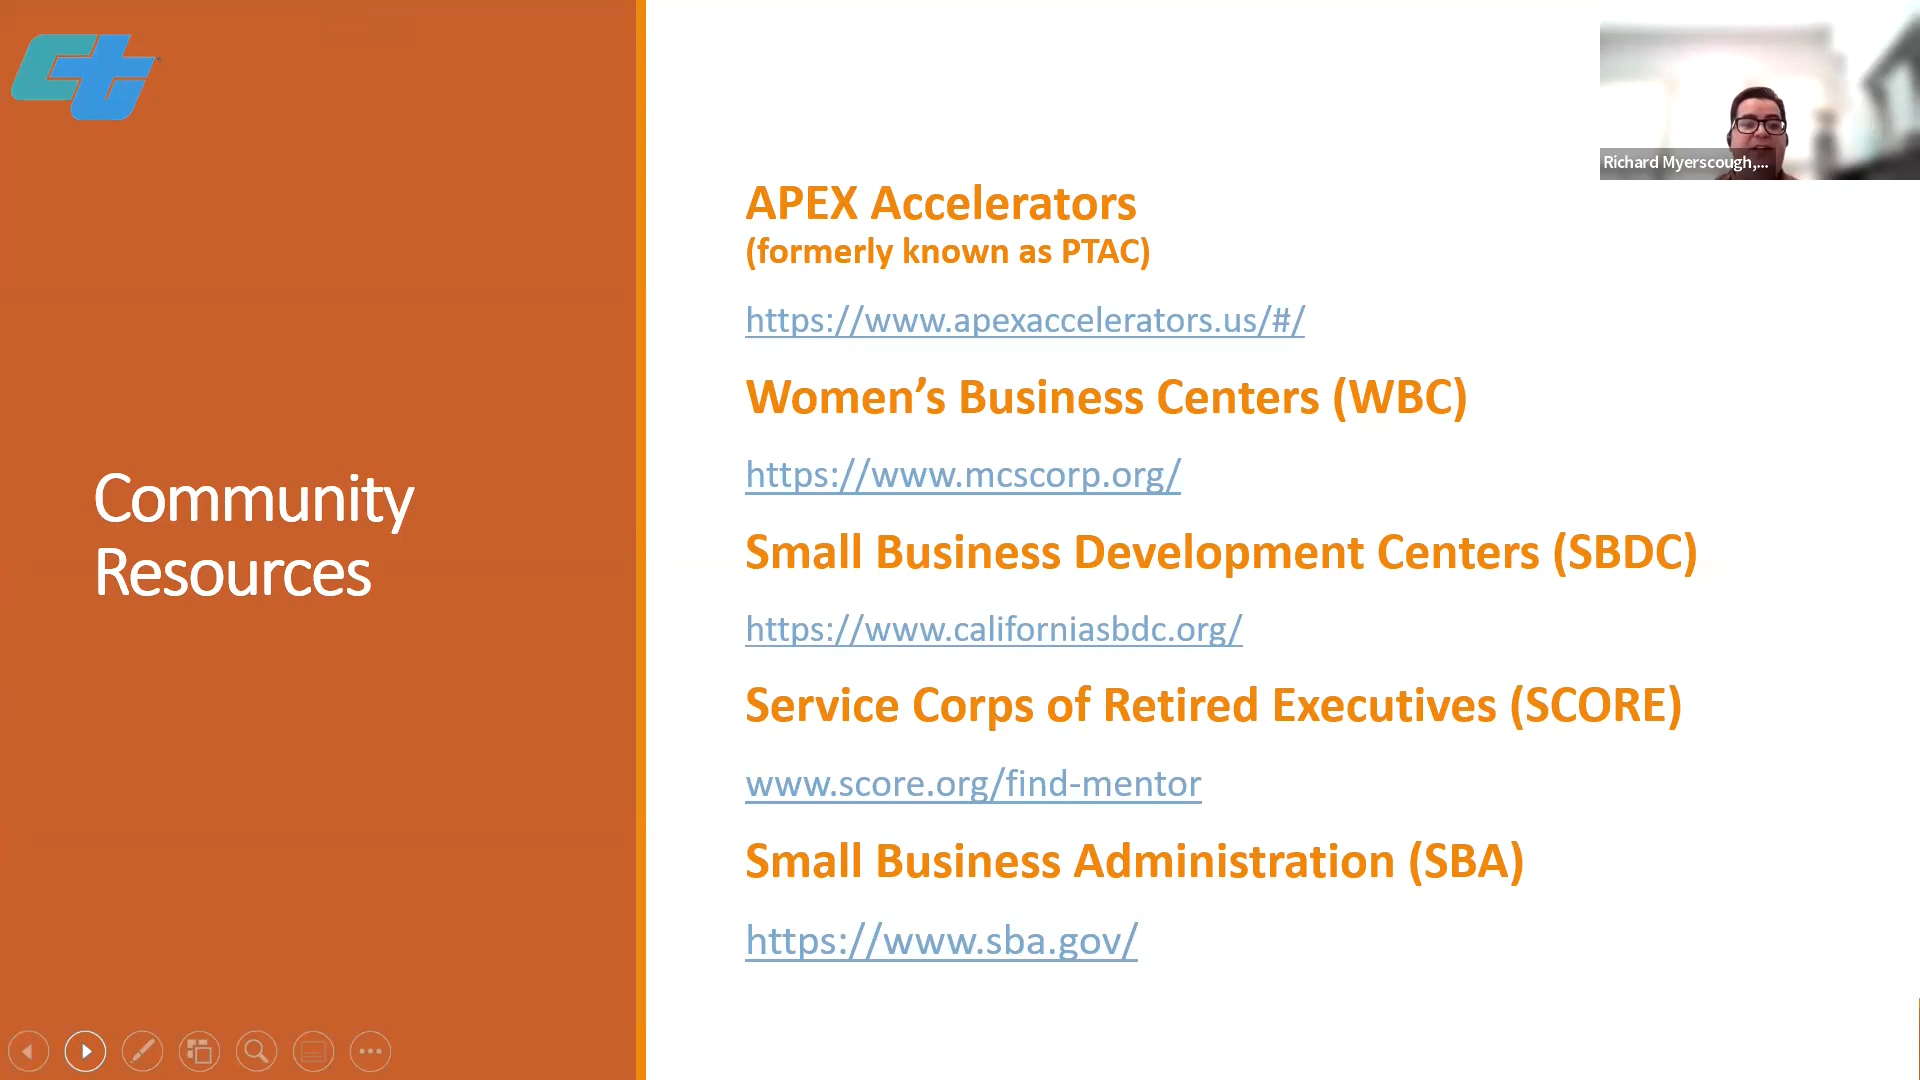 Richard Myerscough,...
APEX Accelerators
(formerly known as PTAC)
https://www.apexaccelerators.us/#/
Women’s Business Centers (WBC)
https://www.mcscorp.org/
Small Business Development Centers (SBDC)
https://www.californiasbdc.org/
Service Corps of Retired Executives (SCORE)
www.score.org/find-mentor
Small Business Administration (SBA)
https://www.sba.gov/
Community
Resources
ct